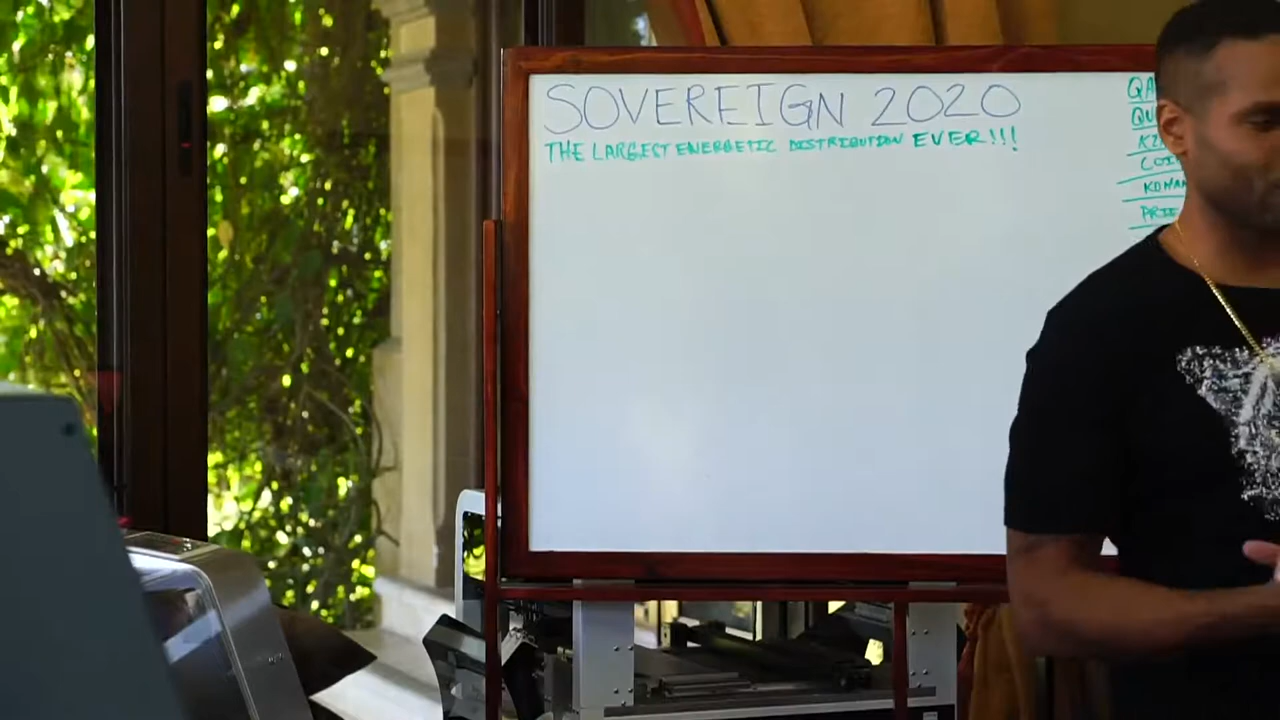 SOVEREIGN 2020
THE LARGEST ENERGETIC DISTRIBUTION EVER!!!